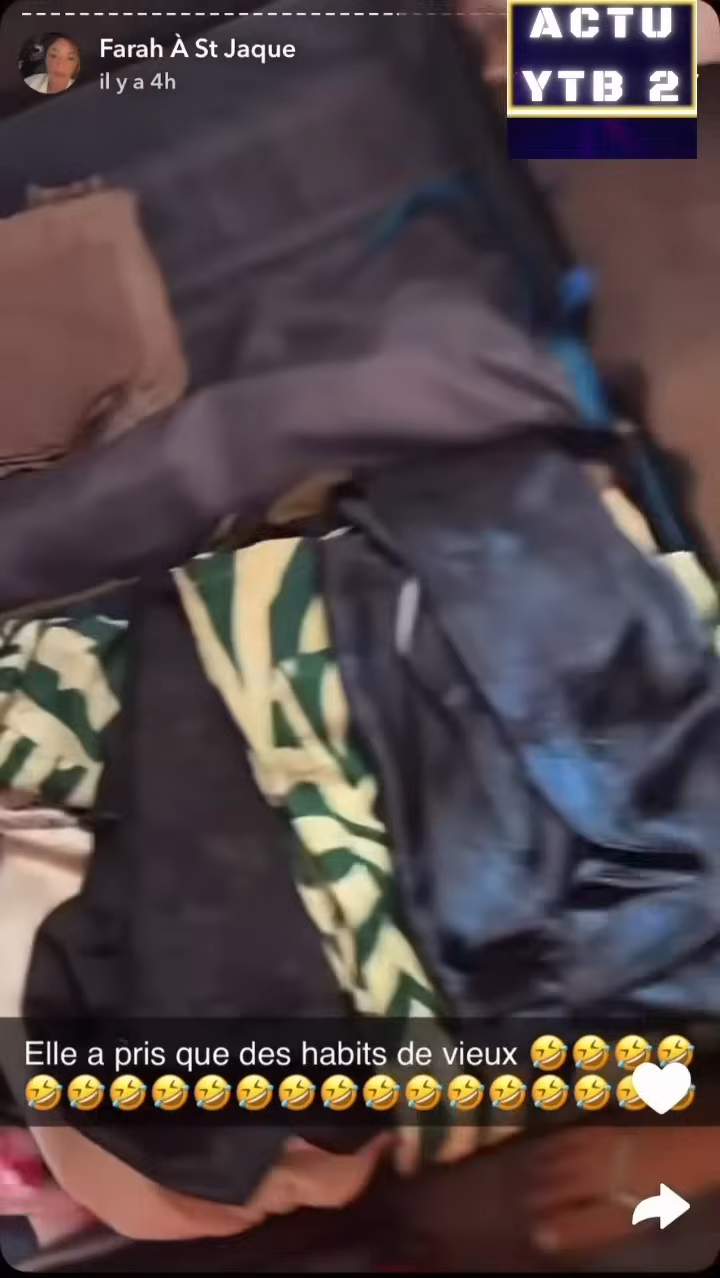 Farah À St Jaque
il y a 4h
ACTU
YTB 2
Elle a pris que des habits de vieux 🤣🤣🤣🤣
🤣🤣🤣🤣🤣🤣🤣🤣🤣🤣🤣🤣🤣🤣🤣🤣